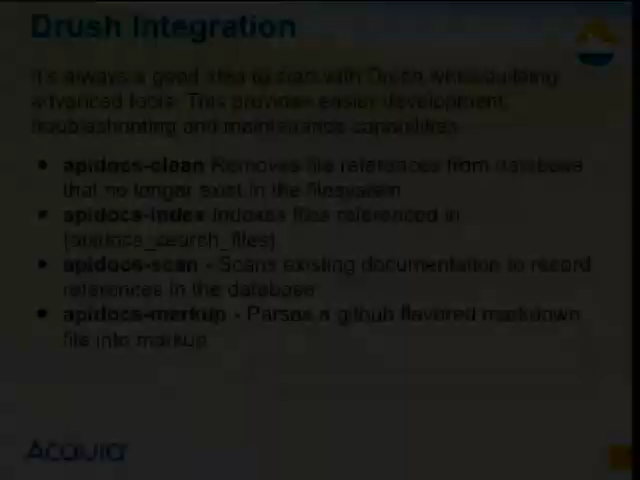 Drush Integration
It's always a good idea to start with Drush when building
advanced tools. This provides easier development,
troubleshooting and maintenance capabilities.
apidocs-clean Removes file references from database
that no longer exist in the filesystem
apidocs-index Indexes files referenced in
{apidocs_search_files}
apidocs-scan - Scans existing documentation to record
references in the database
apidocs-markup - Parses a github flavored markdown
file into markup
Acquia